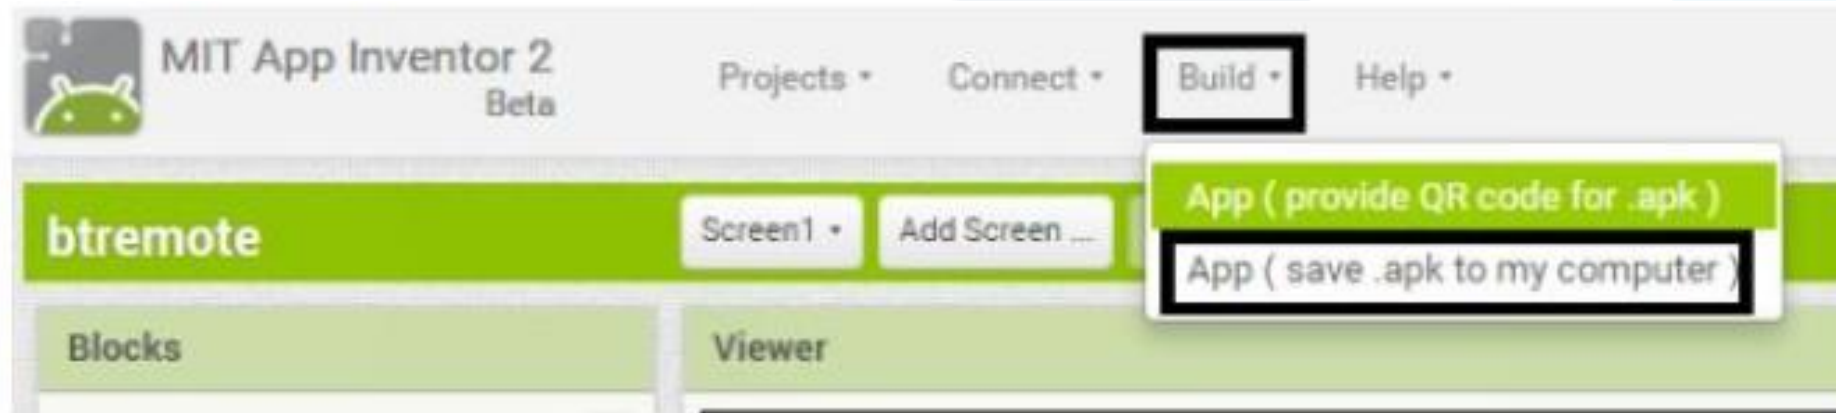 MIT App Inventor 2
Beta
Projects
Connect
Build
Help
btremote
Screen1
Add Screen ...
App ( provide QR code for .apk )
App ( save .apk to my computer )
Blocks
Viewer